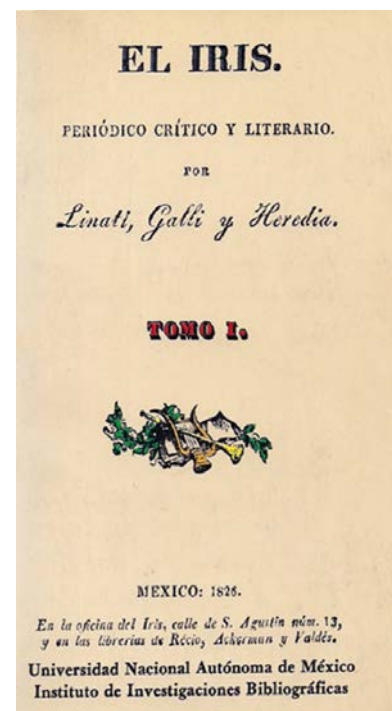 EL IRIS.
PERIÓDICO CRÍTICO Y LITERARIO.
POR
Linati, Galli y Heredia.
TOMO I.
MEXICO: 1826.
En la oficina del Iris, calle de S. Agustín núm. 13,
y en las librerias de Récio, Ackerman y Valdés.
Universidad Nacional Autónoma de México
Instituto de Investigaciones Bibliográficas